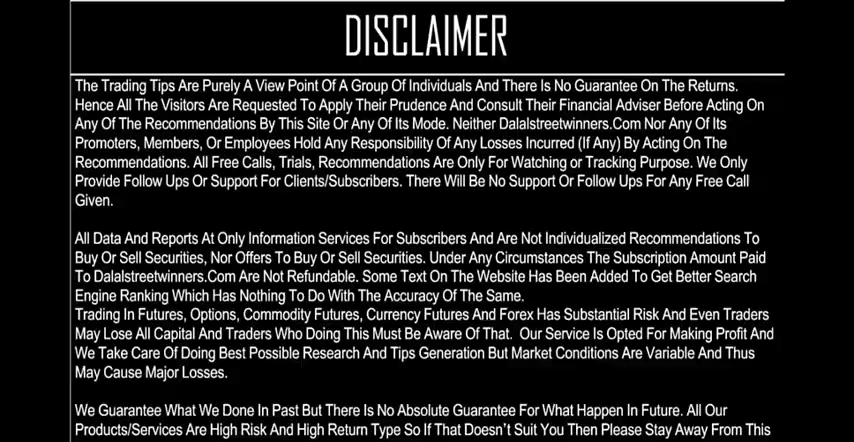 DISCLAIMER
The Trading Tips Are Purely A View Point Of A Group Of Individuals And There Is No Guarantee On The Returns.
Hence All The Visitors Are Requested To Apply Their Prudence And Consult Their Financial Adviser Before Acting On
Any Of The Recommendations By This Site Or Any Of Its Mode. Neither Dalalstreetwinners.Com Nor Any Of Its
Promoters, Members, Or Employees Hold Any Responsibility Of Any Losses Incurred (If Any) By Acting On The
Recommendations. All Free Calls, Trials, Recommendations Are Only For Watching or Tracking Purpose. We Only
Provide Follow Ups Or Support For Clients/Subscribers. There Will Be No Support Or Follow Ups For Any Free Call
Given.
All Data And Reports At Only Information Services For Subscribers And Are Not Individualized Recommendations To
Buy Or Sell Securities, Nor Offers To Buy Or Sell Securities. Under Any Circumstances The Subscription Amount Paid
To Dalalstreetwinners.Com Are Not Refundable. Some Text On The Website Has Been Added To Get Better Search
Engine Ranking Which Has Nothing To Do With The Accuracy Of The Same.
Trading In Futures, Options, Commodity Futures, Currency Futures And Forex Has Substantial Risk And Even Traders
May Lose All Capital And Traders Who Doing This Must Be Aware Of That. Our Service Is Opted For Making Profit And
We Take Care Of Doing Best Possible Research And Tips Generation But Market Conditions Are Variable And Thus
May Cause Major Losses.
We Guarantee What We Done In Past But There Is No Absolute Guarantee For What Happen In Future. All Our
Products/Services Are High Risk And High Return Type So If That Doesn't Suit You Then Please Stay Away From This